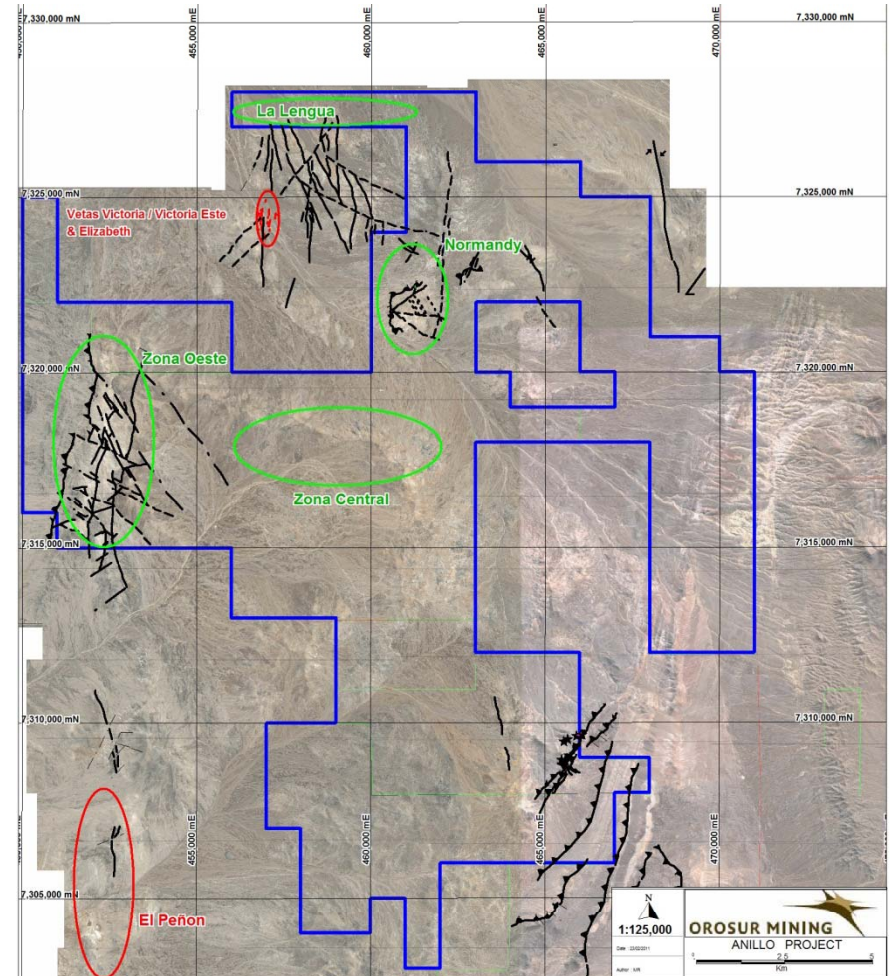 7,330,000 mN
7,330,000 mN
455,000 mE
460,000 mE
465,000 mE
470,000 mE
La Lengua
7,325,000 mN
7,325,000 mN
Vetas Victoria / Victoria Este
& Elizabeth
Normandy
Zona Oeste
7,320,000 mN
7,320,000 mN
Zona Central
7,315,000 mN
7,315,000 mN
7,310,000 mN
7,310,000 mN
455,000 mE
460,000 mE
465,000 mE
470,000 mE
7,305,000 mN
El Peñon
N
1:125,000
OROSUR MINING
ANILLO PROJECT
2.5
5
Km